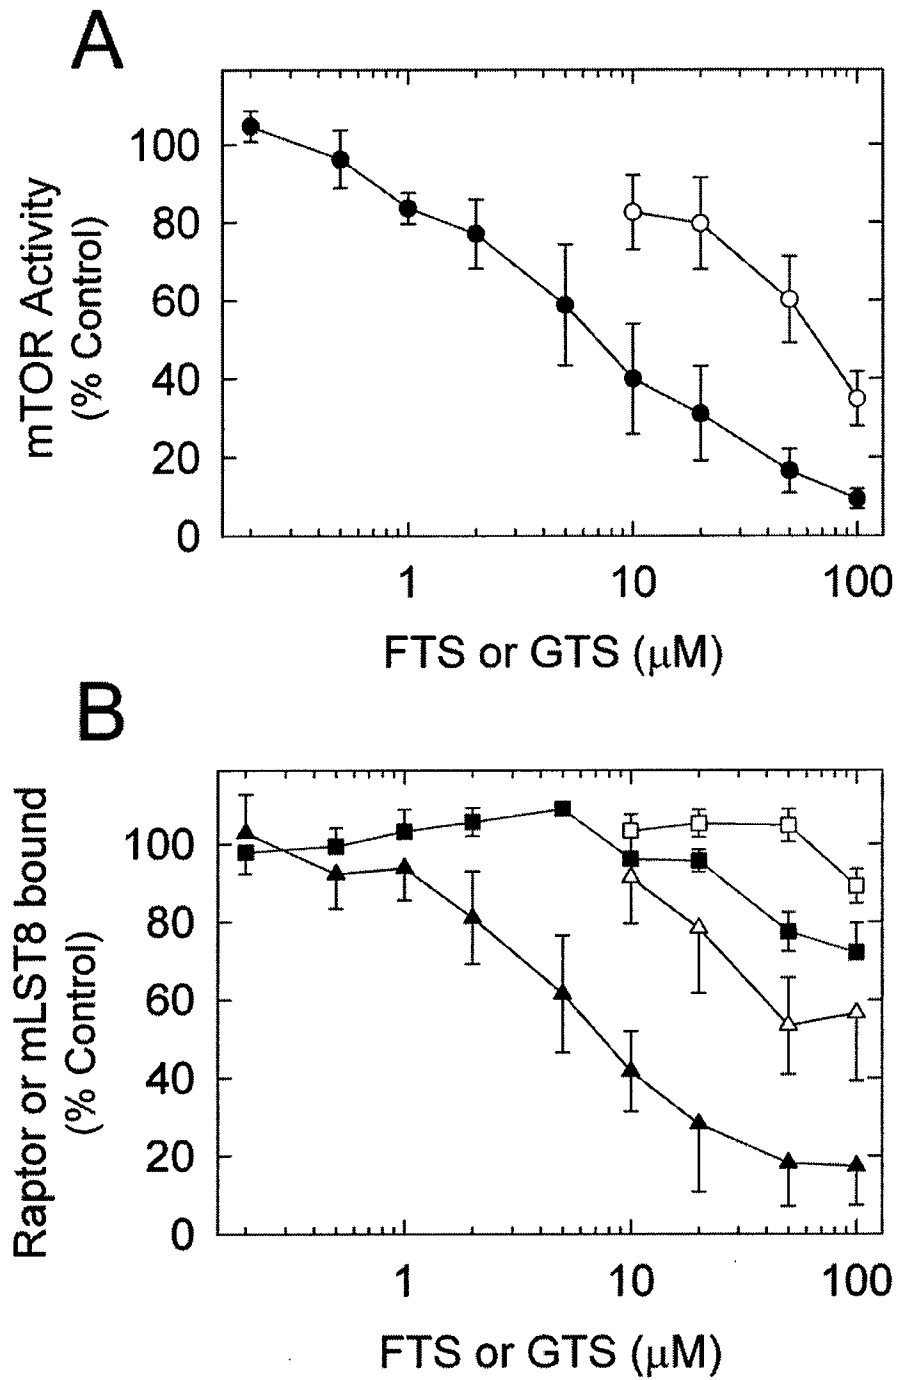 A
mTOR Activity
(% Control)
100
80
60
40
20
0
1 10 100
FTS or GTS (μM)
B
Raptor or mLST8 bound
(% Control)
100
80
60
40
20
0
1 10 100
FTS or GTS (μM)